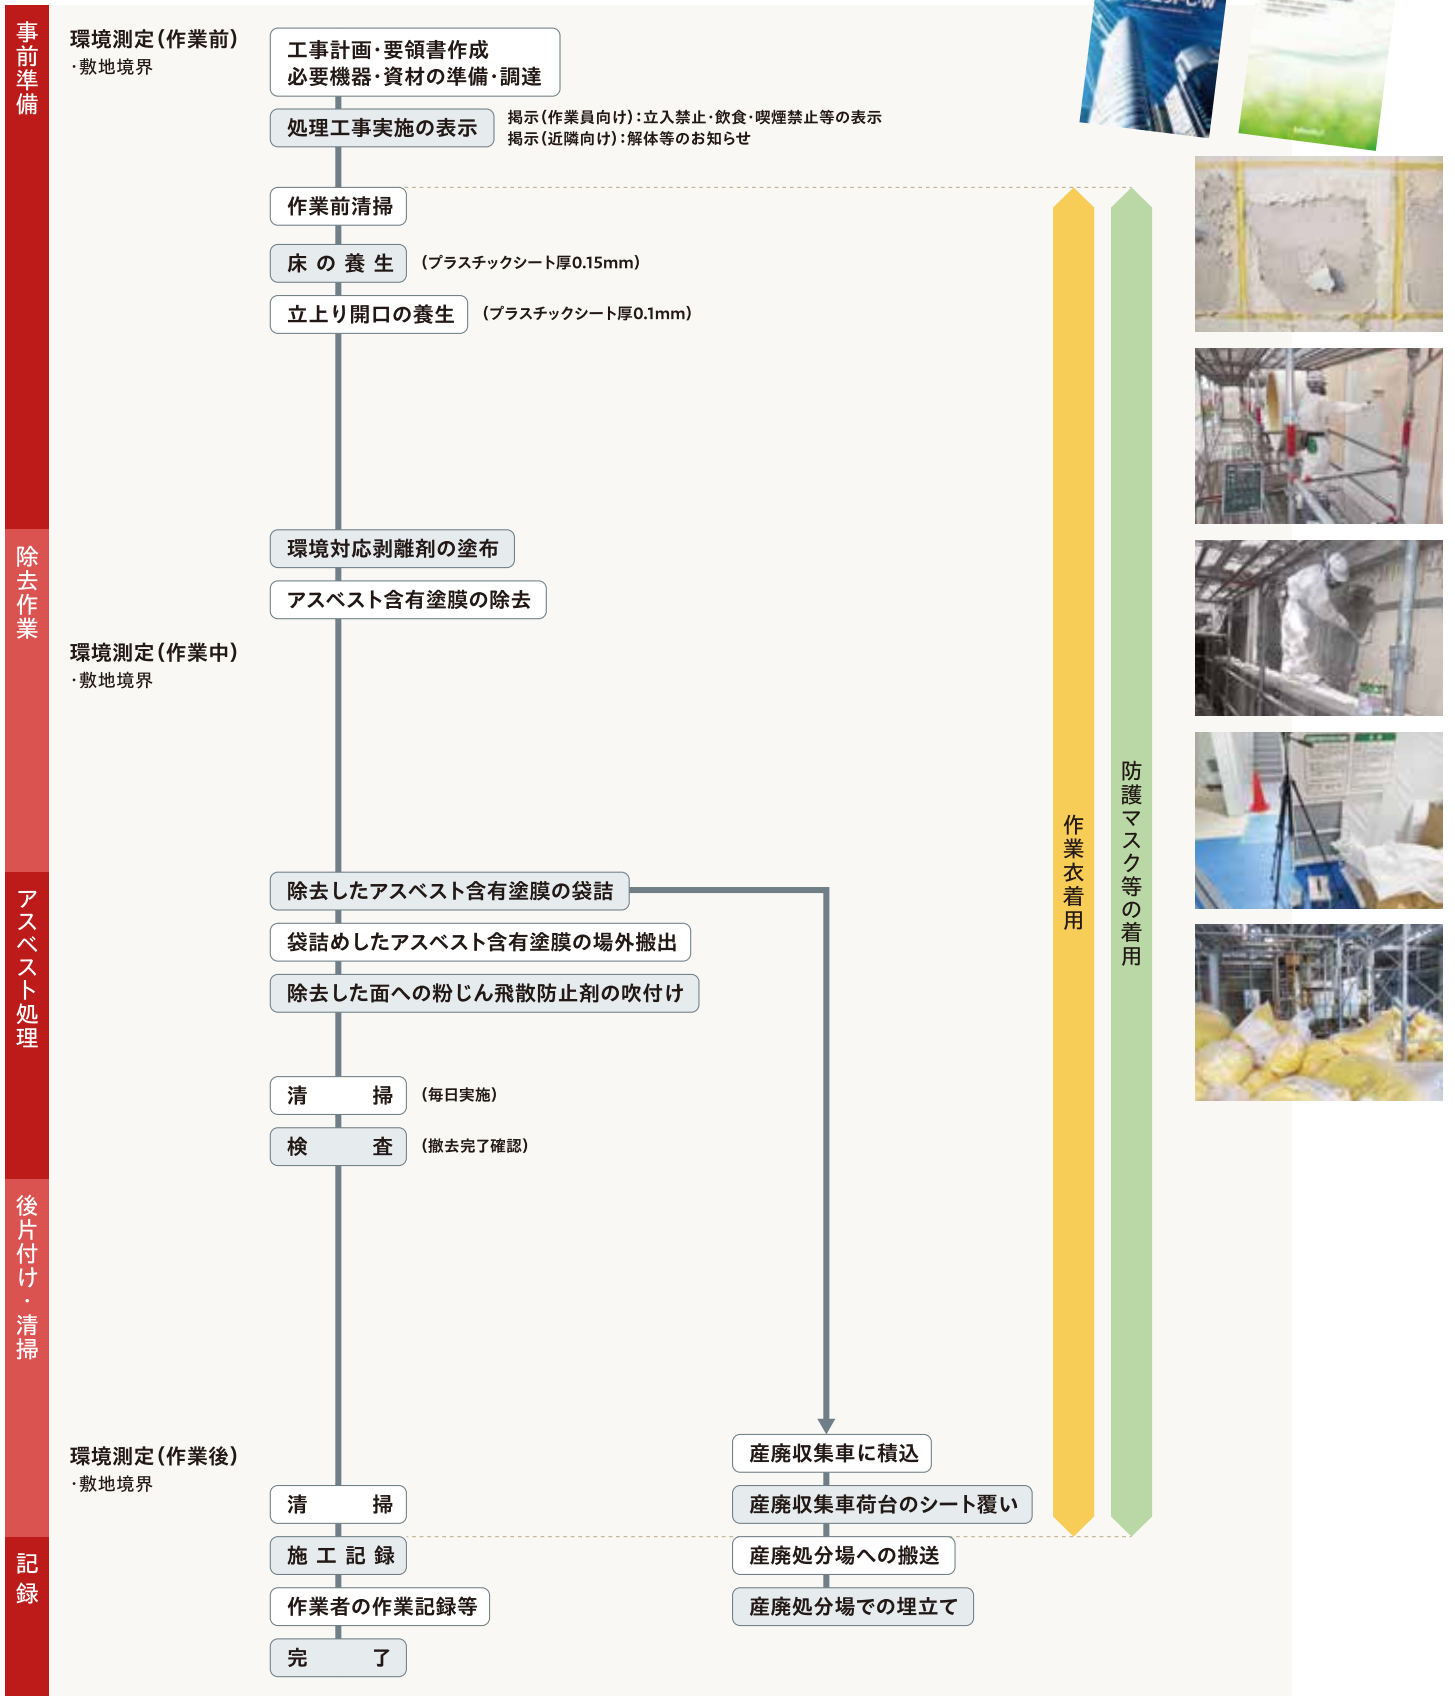 事前準備
環境測定(作業前)
・敷地境界
工事計画・要領書作成
必要機器・資材の準備・調達
処理工事実施の表示
掲示(作業員向け):立入禁止・飲食・喫煙禁止等の表示
掲示(近隣向け):解体等のお知らせ
作業前清掃
床の養生
(プラスチックシート厚0.15mm)
立上り開口の養生
(プラスチックシート厚0.1mm)
除去作業
環境対応剥離剤の塗布
アスベスト含有塗膜の除去
環境測定(作業中)
・敷地境界
作業衣着用
防護マスク等の着用
アスベスト処理
除去したアスベスト含有塗膜の袋詰
袋詰めしたアスベスト含有塗膜の場外搬出
除去した面への粉じん飛散防止剤の吹付け
清掃
(毎日実施)
検査
(撤去完了確認)
後片付け・清掃
環境測定(作業後)
・敷地境界
清掃
産廃収集車に積込
産廃収集車荷台のシート覆い
産廃処分場への搬送
産廃処分場での埋立て
記録
施工記録
作業者の作業記録等
完了